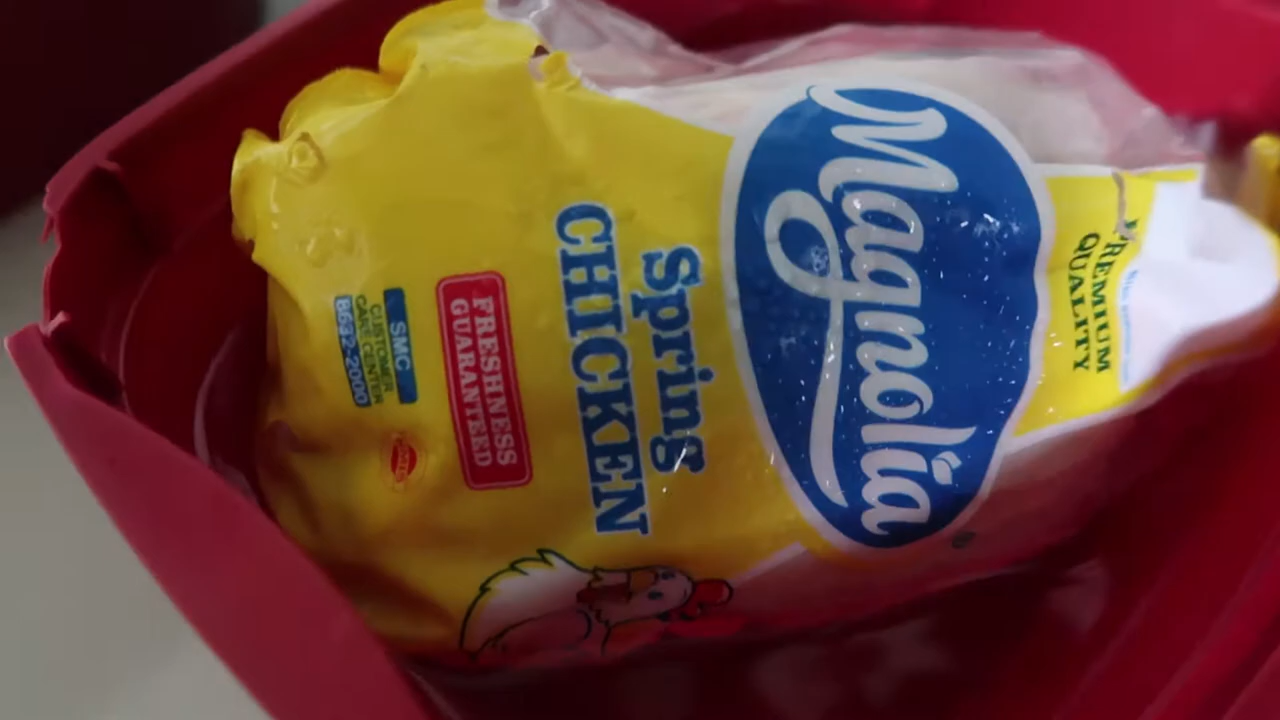 PREMIUM
QUALITY
Magnolia
Spring
CHICKEN
FRESHNESS
GUARANTEED
SMC
CUSTOMER
CARE CENTER
8632-2000